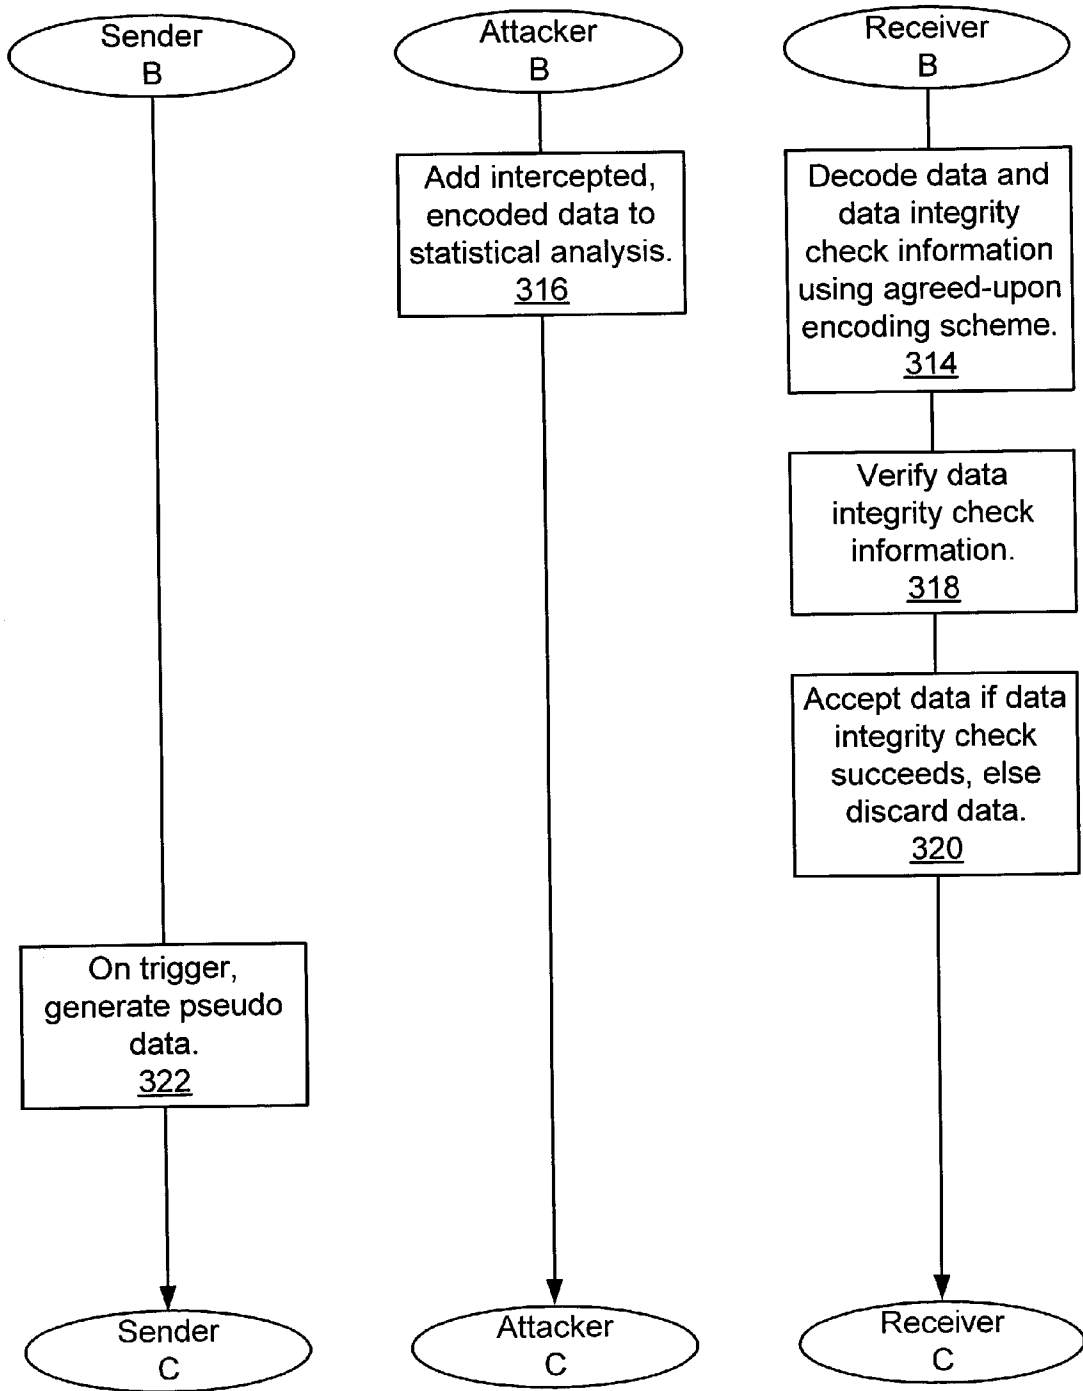 Sender
B
Attacker
B
Receiver
B
Add intercepted,
encoded data to
statistical analysis.
316
Decode data and
data integrity
check information
using agreed-upon
encoding scheme.
314
Verify data
integrity check
information.
318
Accept data if data
integrity check
succeeds, else
discard data.
320
On trigger,
generate pseudo
data.
322
Sender
C
Attacker
C
Receiver
C